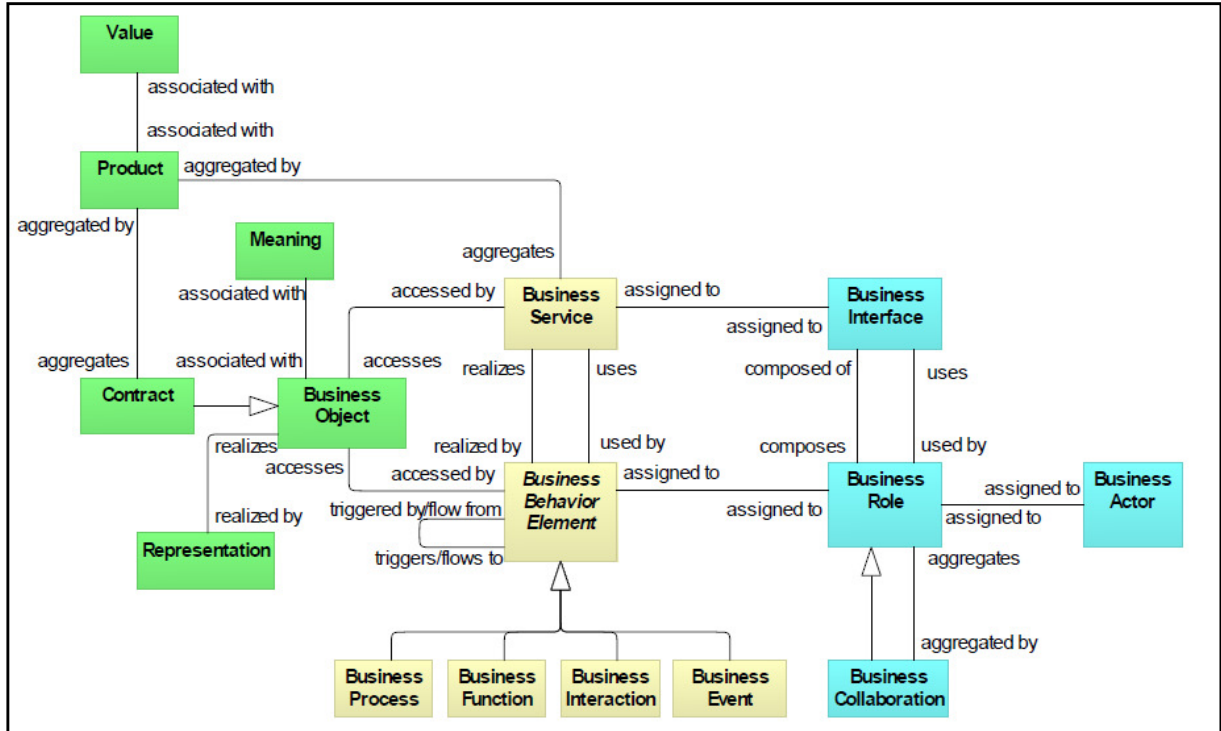 Value
associated with
associated with
Product
aggregated by
aggregated by
Meaning
aggregates
associated with
accessed by
Business
Service
assigned to
Business
Interface
assigned to
aggregates
associated with
accesses
realizes
uses
composed of
uses
Contract
Business
Object
realizes
accesses
realized by
used by
composes
used by
accessed by
Business
Behavior
Element
assigned to
Business
Role
assigned to
assigned to
assigned to
Business
Actor
triggered by/flow from
realized by
Representation
triggers/flows to
aggregates
aggregated by
Business
Process
Business
Function
Business
Interaction
Business
Event
Business
Collaboration